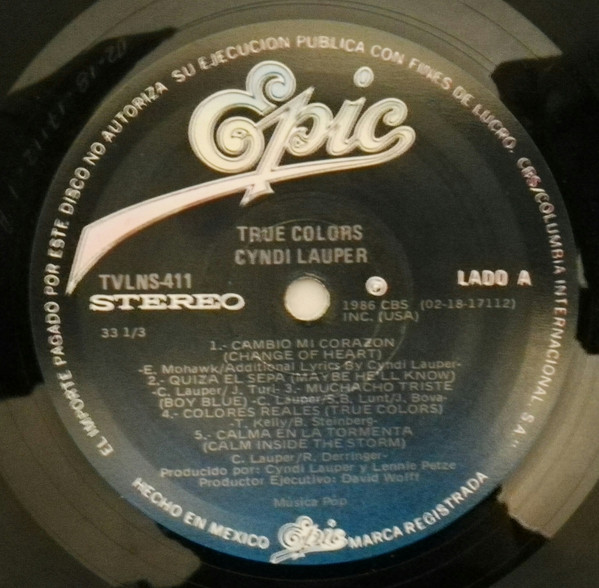 EL IMPORTE PAGADO POR ESTE DISCO NO AUTORIZA SU EJECUCION PUBLICA CON FINES DE LUCRO. CBS/COLUMBIA INTERNACIONAL, S.A."
Epic
TRUE COLORS
CYNDI LAUPER
TVLNS-411
STEREO
33 1/3
℗
LADO A
1986 CBS (02-18-17112)
INC. (USA)
1.- CAMBIO MI CORAZON
(CHANGE OF HEART)
-E. Mohawk/Additional Lyrics By Cyndi Lauper-
2.- QUIZA EL SEPA (MAYBE HE'LL KNOW)
-C. Lauper/J. Turi- 3.- MUCHACHO TRISTE
(BOY BLUE) -C. Lauper/S.B. Lunt/J. Bova-
4.- COLORES REALES (TRUE COLORS)
-T. Kelly/B. Steinberg-
5.- CALMA EN LA TORMENTA
(CALM INSIDE THE STORM)
C. Lauper/R. Derringer-
Producido por: Cyndi Lauper y Lennie Petze
Productor Ejecutivo: David Wolff
Música Pop
HECHO EN MEXICO Epic MARCA REGISTRADA